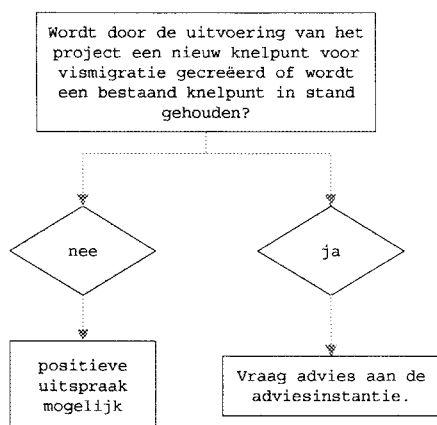 Wordt door de uitvoering van het
project een nieuw knelpunt voor
vismigratie gecreëerd of wordt
een bestaand knelpunt in stand
gehouden?
nee
ja
positieve
uitspraak
mogelijk
Vraag advies aan de
adviesinstantie.